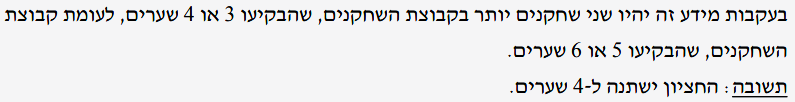 בעקבות מידע זה יהיו שני שחקנים יותר בקבוצת השחקנים, שהבקיעו 3 או 4 שערים, לעומת קבוצת
השחקנים, שהבקיעו 5 או 6 שערים.
תשובה: החציון ישתנה ל-4 שערים.